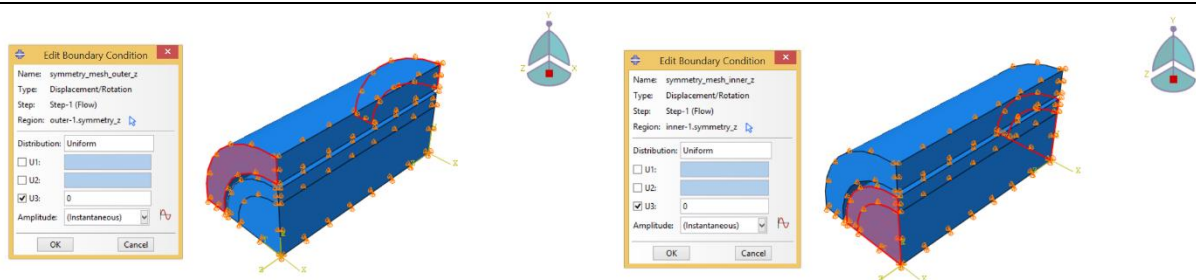 Edit Boundary Condition
Name: symmetry_mesh_outer_z
Type: Displacement/Rotation
Step: Step-1 (Flow)
Region: outer-1.symmetry_z
Distribution: Uniform
U1:
U2:
U3: 0
Amplitude: (Instantaneous)
OK Cancel
Y
Z X
X
Z X
Edit Boundary Condition
Name: symmetry_mesh_inner_z
Type: Displacement/Rotation
Step: Step-1 (Flow)
Region: inner-1.symmetry_z
Distribution: Uniform
U1:
U2:
U3: 0
Amplitude: (Instantaneous)
OK Cancel
Y
Z X
X
X